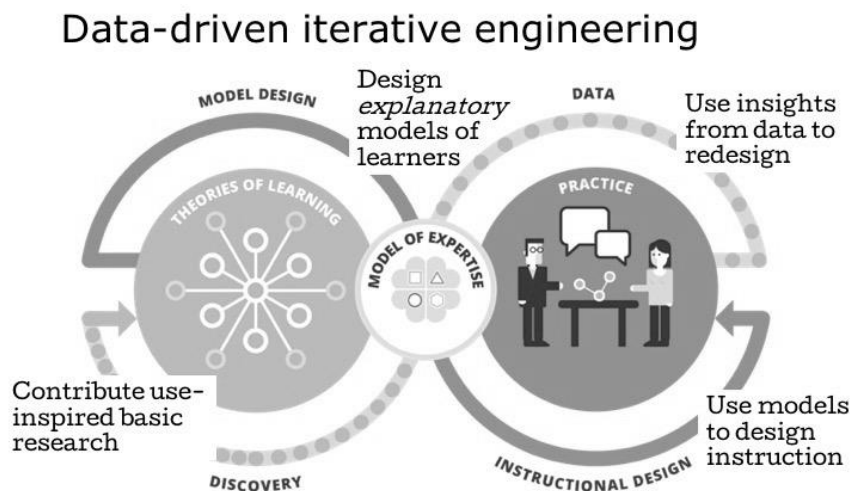 Data-driven iterative engineering
MODEL DESIGN
Design
explanatory
models of
learners
DATA
Use insights
from data to
redesign
THEORIES OF LEARNING
MODEL OF EXPERTISE
PRACTICE
Contribute use-
inspired basic
research
DISCOVERY
Use models
to design
instruction
INSTRUCTIONAL DESIGN